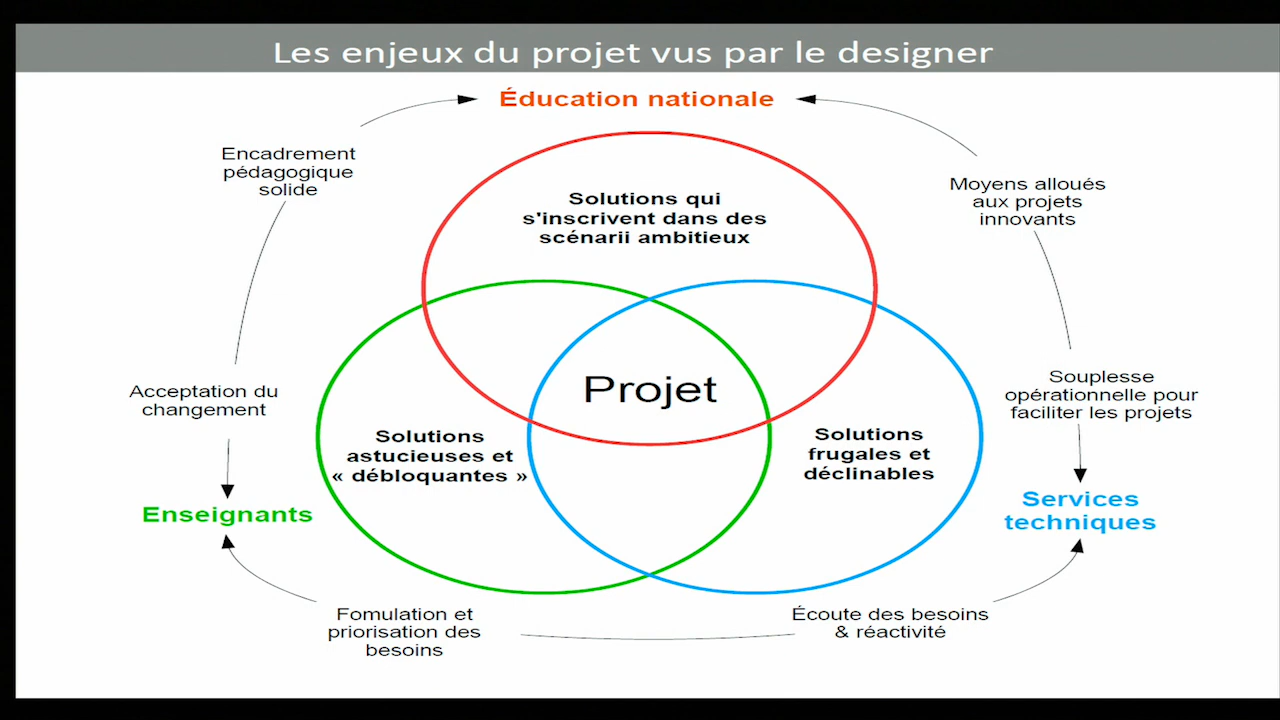 Les enjeux du projet vus par le designer
Éducation nationale
Encadrement
pédagogique
solide
Moyens alloués
aux projets
innovants
Solutions qui
s'inscrivent dans des
scénarii ambitieux
Projet
Acceptation du
changement
Souplesse
opérationnelle pour
faciliter les projets
Solutions
astucieuses et
« débloquantes »
Solutions
frugales et
déclinables
Enseignants
Services
techniques
Fomulation et
priorisation des
besoins
Écoute des besoins
& réactivité